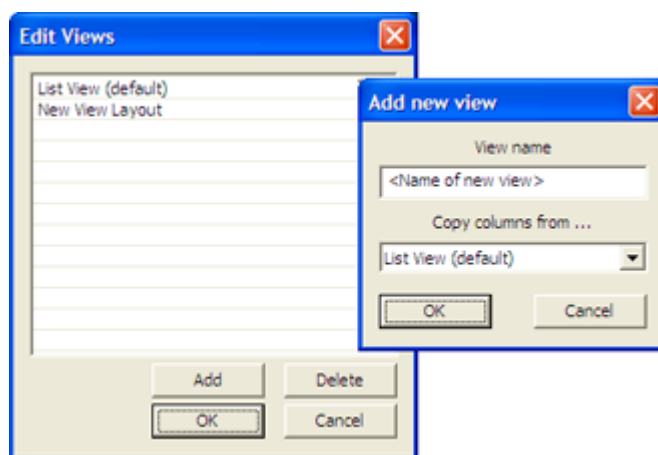 Edit Views
List View (default)
New View Layout
Add
Delete
OK
Cancel
Add new view
View name
<Name of new view>
Copy columns from ...
List View (default)
OK
Cancel